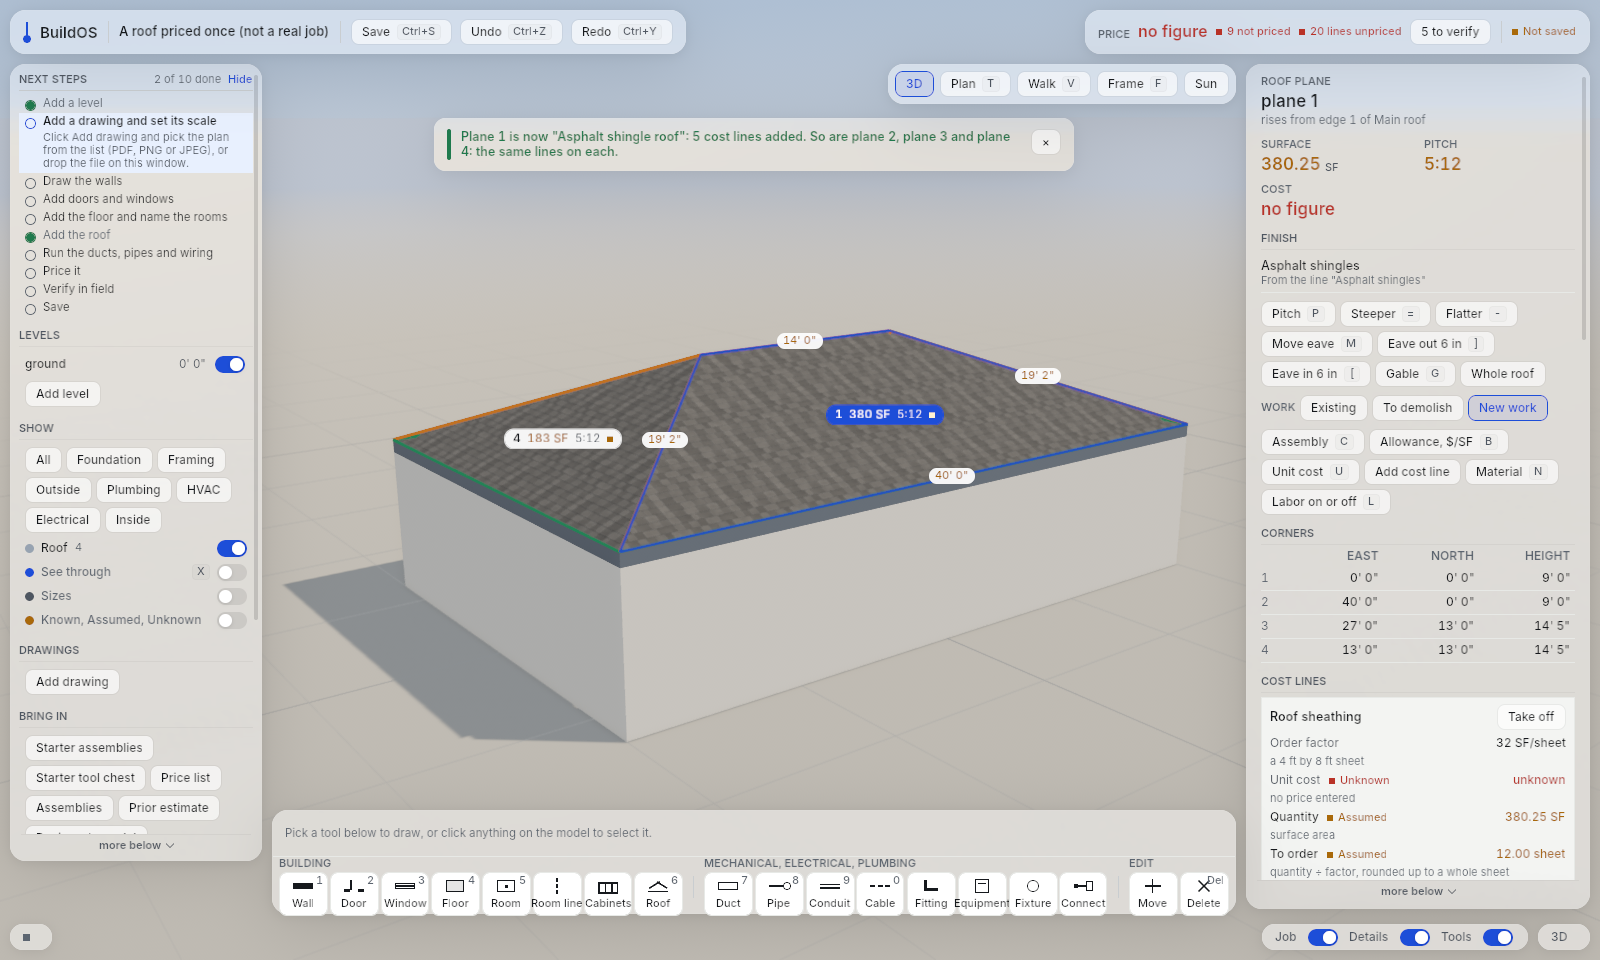 BuildOS
A roof priced once (not a real job)
Save Ctrl+S
Undo Ctrl+Z
Redo Ctrl+Y
PRICE no figure
9 not priced
20 lines unpriced
5 to verify
Not saved
NEXT STEPS 2 of 10 done Hide
Add a level
Add a drawing and set its scale
Click Add drawing and pick the plan
from the list (PDF, PNG or JPEG), or
drop the file on this window.
Draw the walls
Add doors and windows
Add the floor and name the rooms
Add the roof
Run the ducts, pipes and wiring
Price it
Verify in field
Save
LEVELS
ground 0' 0"
Add level
SHOW
All Foundation Framing
Outside Plumbing HVAC
Electrical Inside
Roof 4
See through X
Sizes
Known, Assumed, Unknown
DRAWINGS
Add drawing
BRING IN
Starter assemblies
Starter tool chest Price list
Assemblies Prior estimate
more below
3D Plan T Walk V Frame F Sun
Plane 1 is now "Asphalt shingle roof": 5 cost lines added. So are plane 2, plane 3 and plane
4: the same lines on each.
×
14' 0"
19' 2"
1 380 SF 5:12
4 183 SF 5:12
19' 2"
40' 0"
Pick a tool below to draw, or click anything on the model to select it.
BUILDING
1 Wall
2 Door
3 Window
4 Floor
5 Room
Room line
Cabinets
6 Roof
MECHANICAL, ELECTRICAL, PLUMBING
7 Duct
8 Pipe
9 Conduit
0 Cable
Fitting
Equipment
Fixture
Connect
EDIT
Move
Del Delete
ROOF PLANE
plane 1
rises from edge 1 of Main roof
SURFACE PITCH
380.25 SF 5:12
COST
no figure
FINISH
Asphalt shingles
From the line "Asphalt shingles"
Pitch P Steeper = Flatter -
Move eave M Eave out 6 in ]
Eave in 6 in [ Gable G Whole roof
WORK Existing To demolish New work
Assembly C Allowance, $/SF B
Unit cost U Add cost line Material N
Labor on or off L
CORNERS
EAST NORTH HEIGHT
1 0' 0" 0' 0" 9' 0"
2 40' 0" 0' 0" 9' 0"
3 27' 0" 13' 0" 14' 5"
4 13' 0" 13' 0" 14' 5"
COST LINES
Roof sheathing Take off
Order factor 32 SF/sheet
a 4 ft by 8 ft sheet
Unit cost Unknown unknown
no price entered
Quantity Assumed 380.25 SF
surface area
To order Assumed 12.00 sheet
quantity ÷ factor, rounded up to a whole sheet
more below
Job Details Tools 3D